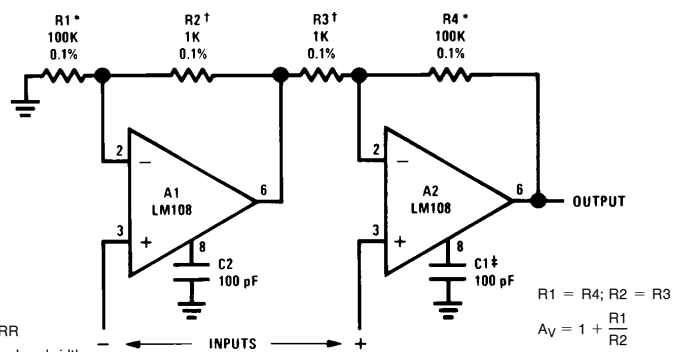 R1 *
100K
0.1%
R2 †
1K
0.1%
R3 †
1K
0.1%
R4 *
100K
0.1%
2
−
A1
LM108
6
3
+
8
C2
100 pF
2
−
A2
LM108
6
OUTPUT
3
+
8
C1 ‡
100 pF
R1 = R4; R2 = R3
AV = 1 + R1/R2
RR
− INPUTS +